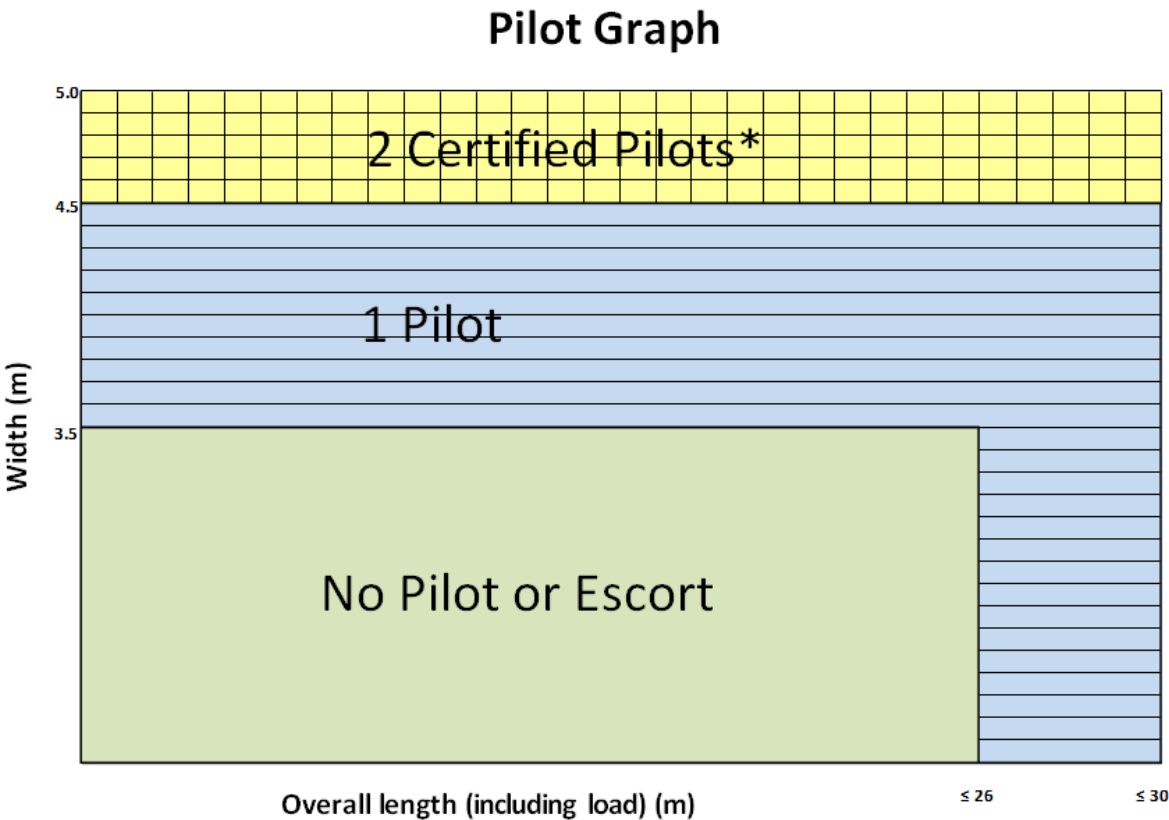 Pilot Graph
5.0
2 Certified Pilots*
4.5
1 Pilot
Width (m)
3.5
No Pilot or Escort
≤ 26
≤ 30
Overall length (including load) (m)